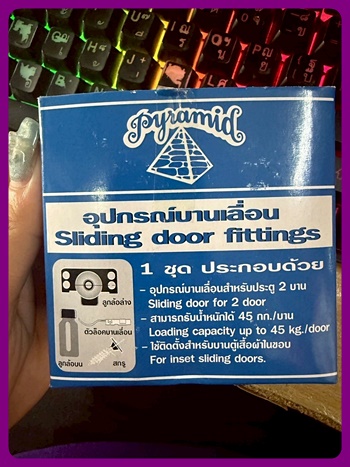 Pyramid
อุปกรณ์บานเลื่อน
Sliding door fittings
1 ชุด ประกอบด้วย
- อุปกรณ์บานเลื่อนสำหรับประตู 2 บาน
Sliding door for 2 door
- สามารถรับน้ำหนักได้ 45 กก./บาน
Loading capacity up to 45 kg./door
- ใช้ติดตั้งสำหรับบานตู้เสื้อผ้าในขอบ
For inset sliding doors.
ลูกล้อล่าง
ตัวล็อคบานเลื่อน
ลูกล้อบน
สกรู